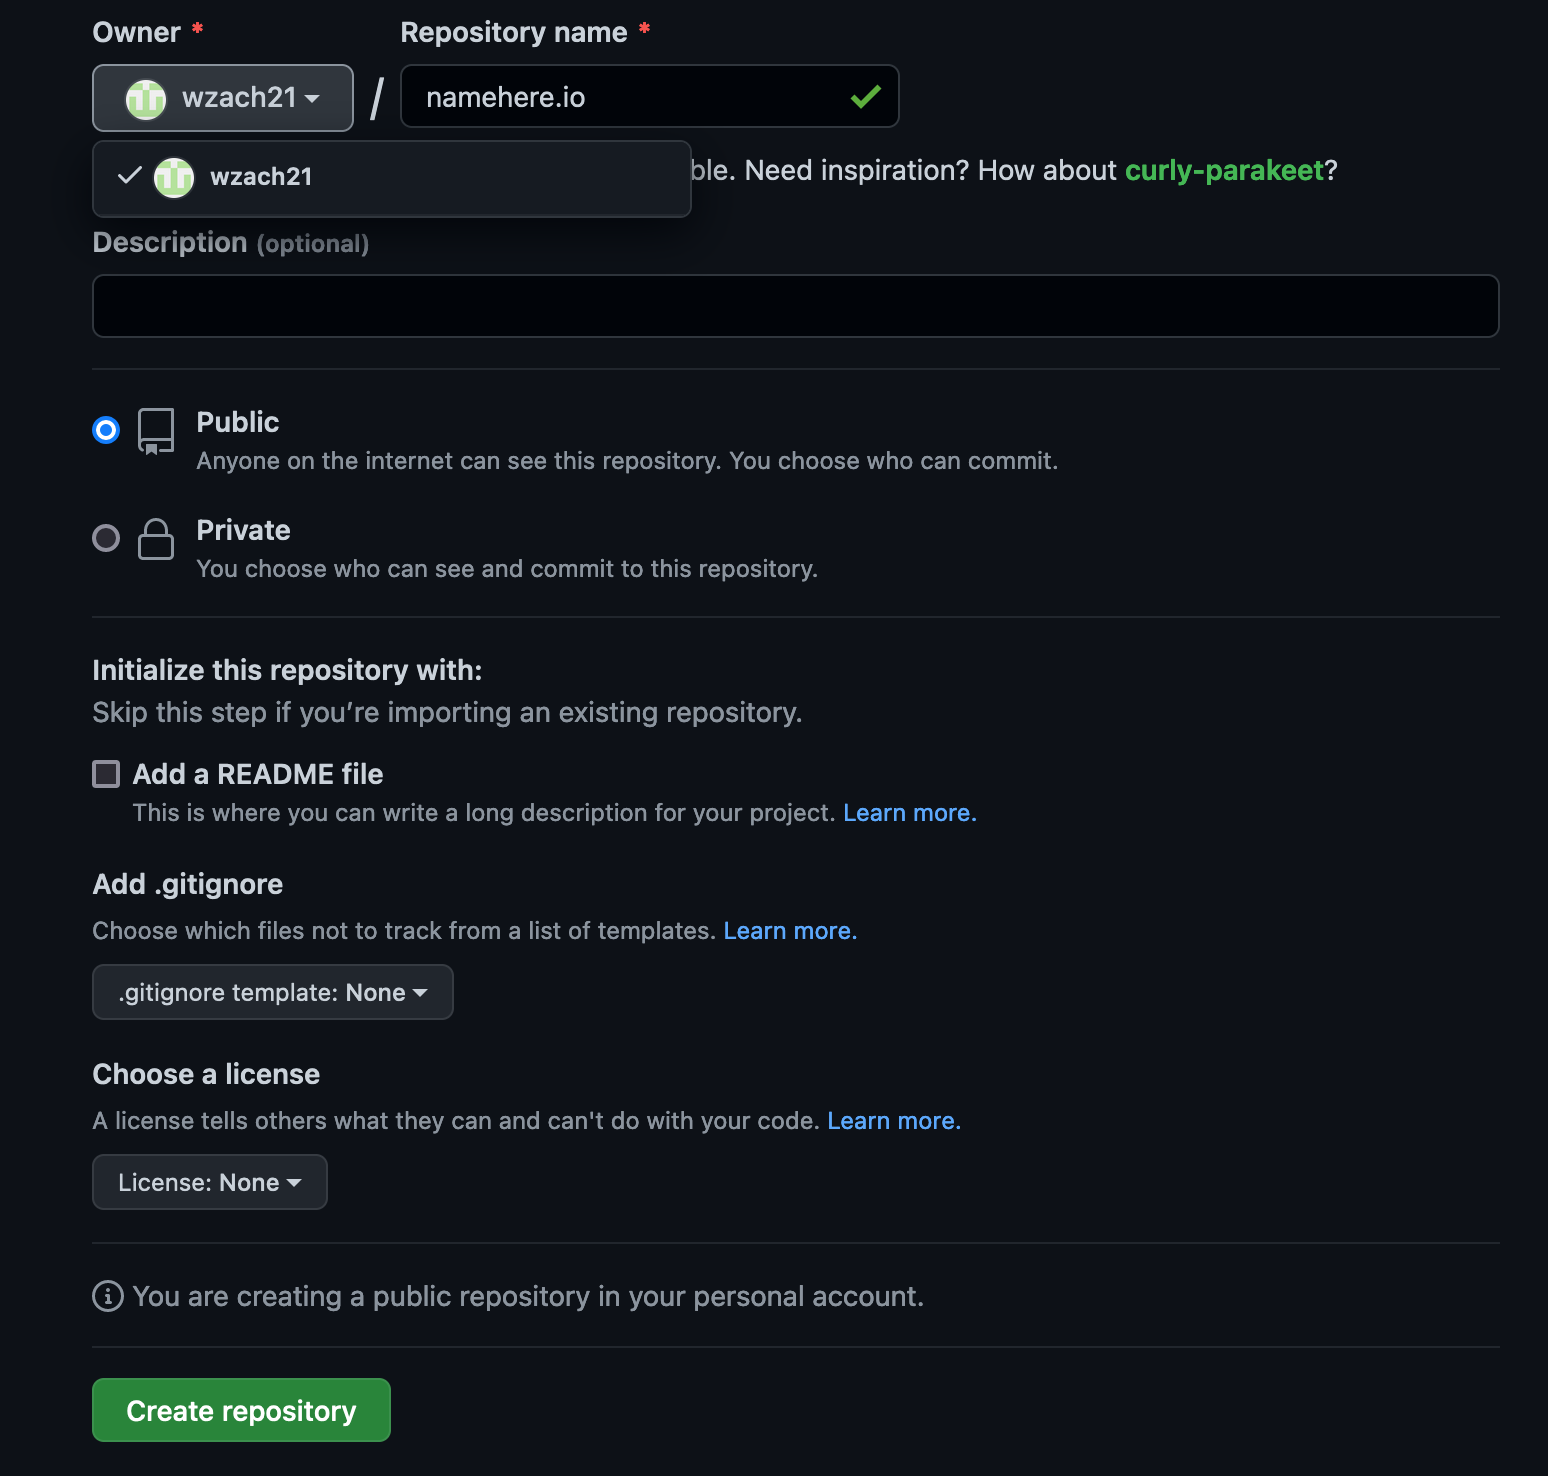 Owner * Repository name *
wzach21 / namehere.io
wzach21
ble. Need inspiration? How about curly-parakeet?
Description (optional)
Public
Anyone on the internet can see this repository. You choose who can commit.
Private
You choose who can see and commit to this repository.
Initialize this repository with:
Skip this step if you’re importing an existing repository.
Add a README file
This is where you can write a long description for your project. Learn more.
Add .gitignore
Choose which files not to track from a list of templates. Learn more.
.gitignore template: None
Choose a license
A license tells others what they can and can't do with your code. Learn more.
License: None
You are creating a public repository in your personal account.
Create repository